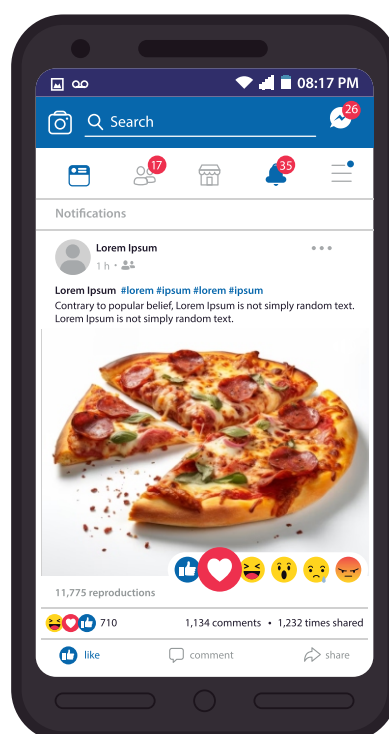 08:17 PM
Search
26
17
35
Notifications
Lorem Ipsum
1 h
Lorem Ipsum #lorem #ipsum #lorem #ipsum
Contrary to popular belief, Lorem Ipsum is not simply random text.
Lorem Ipsum is not simply random text.
11,775 reproductions
710 1,134 comments • 1,232 times shared
like comment share